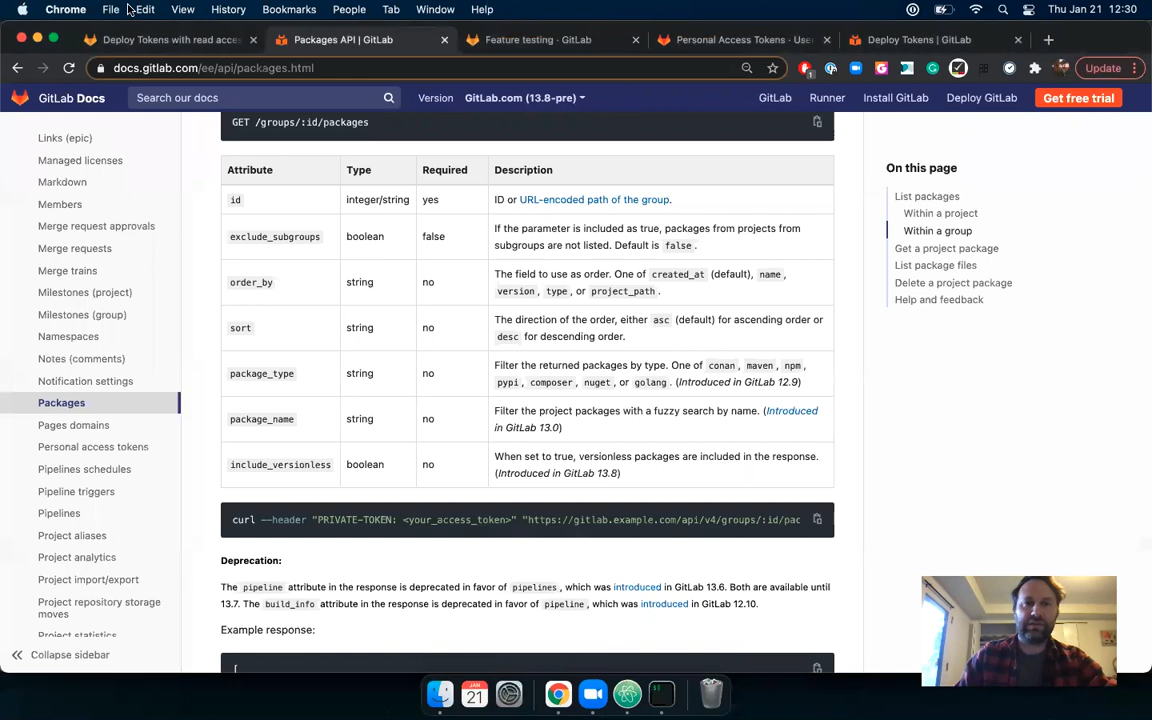 Chrome File Edit View History Bookmarks People Tab Window Help Thu Jan 21 12:30
Deploy Tokens with read acces Packages API | GitLab Feature testing · GitLab Personal Access Tokens - Use Deploy Tokens | GitLab
docs.gitlab.com/ee/api/packages.html 1 Update
GitLab Docs Search our docs Version GitLab.com (13.8-pre) GitLab Runner Install GitLab Deploy GitLab Get free trial
Links (epic)
Managed licenses
Markdown
Members
Merge request approvals
Merge requests
Merge trains
Milestones (project)
Milestones (group)
Namespaces
Notes (comments)
Notification settings
Packages
Pages domains
Personal access tokens
Pipelines schedules
Pipeline triggers
Pipelines
Project aliases
Project analytics
Project import/export
Project repository storage
moves
Project statistics
Collapse sidebar
GET /groups/:id/packages
Attribute Type Required Description
id integer/string yes ID or URL-encoded path of the group.
exclude_subgroups boolean false If the parameter is included as true, packages from projects from
subgroups are not listed. Default is false.
order_by string no The field to use as order. One of created_at (default), name,
version, type, or project_path.
sort string no The direction of the order, either asc (default) for ascending order or
desc for descending order.
package_type string no Filter the returned packages by type. One of conan, maven, npm,
pypi, composer, nuget, or golang. (Introduced in GitLab 12.9)
package_name string no Filter the project packages with a fuzzy search by name. (Introduced
in GitLab 13.0)
include_versionless boolean no When set to true, versionless packages are included in the response.
(Introduced in GitLab 13.8)
curl --header "PRIVATE-TOKEN: <your_access_token>" "https://gitlab.example.com/api/v4/groups/:id/pac
Deprecation:
The pipeline attribute in the response is deprecated in favor of pipelines, which was introduced in GitLab 13.6. Both are available until
13.7. The build_info attribute in the response is deprecated in favor of pipeline, which was introduced in GitLab 12.10.
Example response:
[
On this page
List packages
Within a project
Within a group
Get a project package
List package files
Delete a project package
Help and feedback
JAN
21